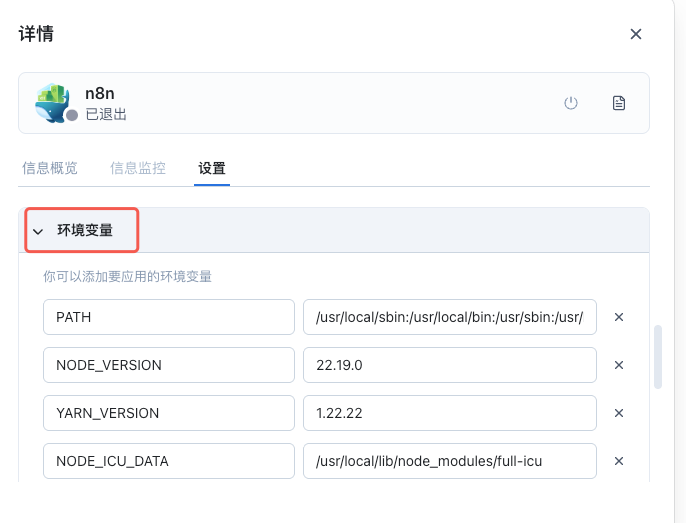 详情
n8n
已退出
信息概览 信息监控 设置
环境变量
你可以添加要应用的环境变量
PATH /usr/local/sbin:/usr/local/bin:/usr/sbin:/usr/
NODE_VERSION 22.19.0
YARN_VERSION 1.22.22
NODE_ICU_DATA /usr/local/lib/node_modules/full-icu